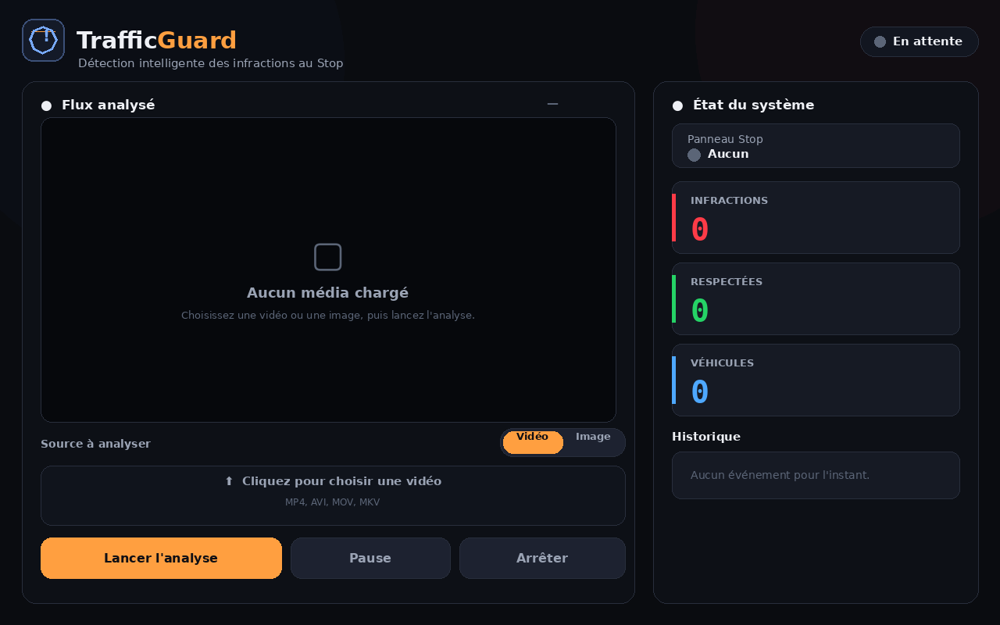 TrafficGuard
Détection intelligente des infractions au Stop
En attente
Flux analysé
—
Aucun média chargé
Choisissez une vidéo ou une image, puis lancez l'analyse.
Source à analyser
Vidéo
Image
⬆ Cliquez pour choisir une vidéo
MP4, AVI, MOV, MKV
Lancer l'analyse
Pause
Arrêter
État du système
Panneau Stop
Aucun
INFRACTIONS
0
RESPECTÉES
0
VÉHICULES
0
Historique
Aucun événement pour l'instant.